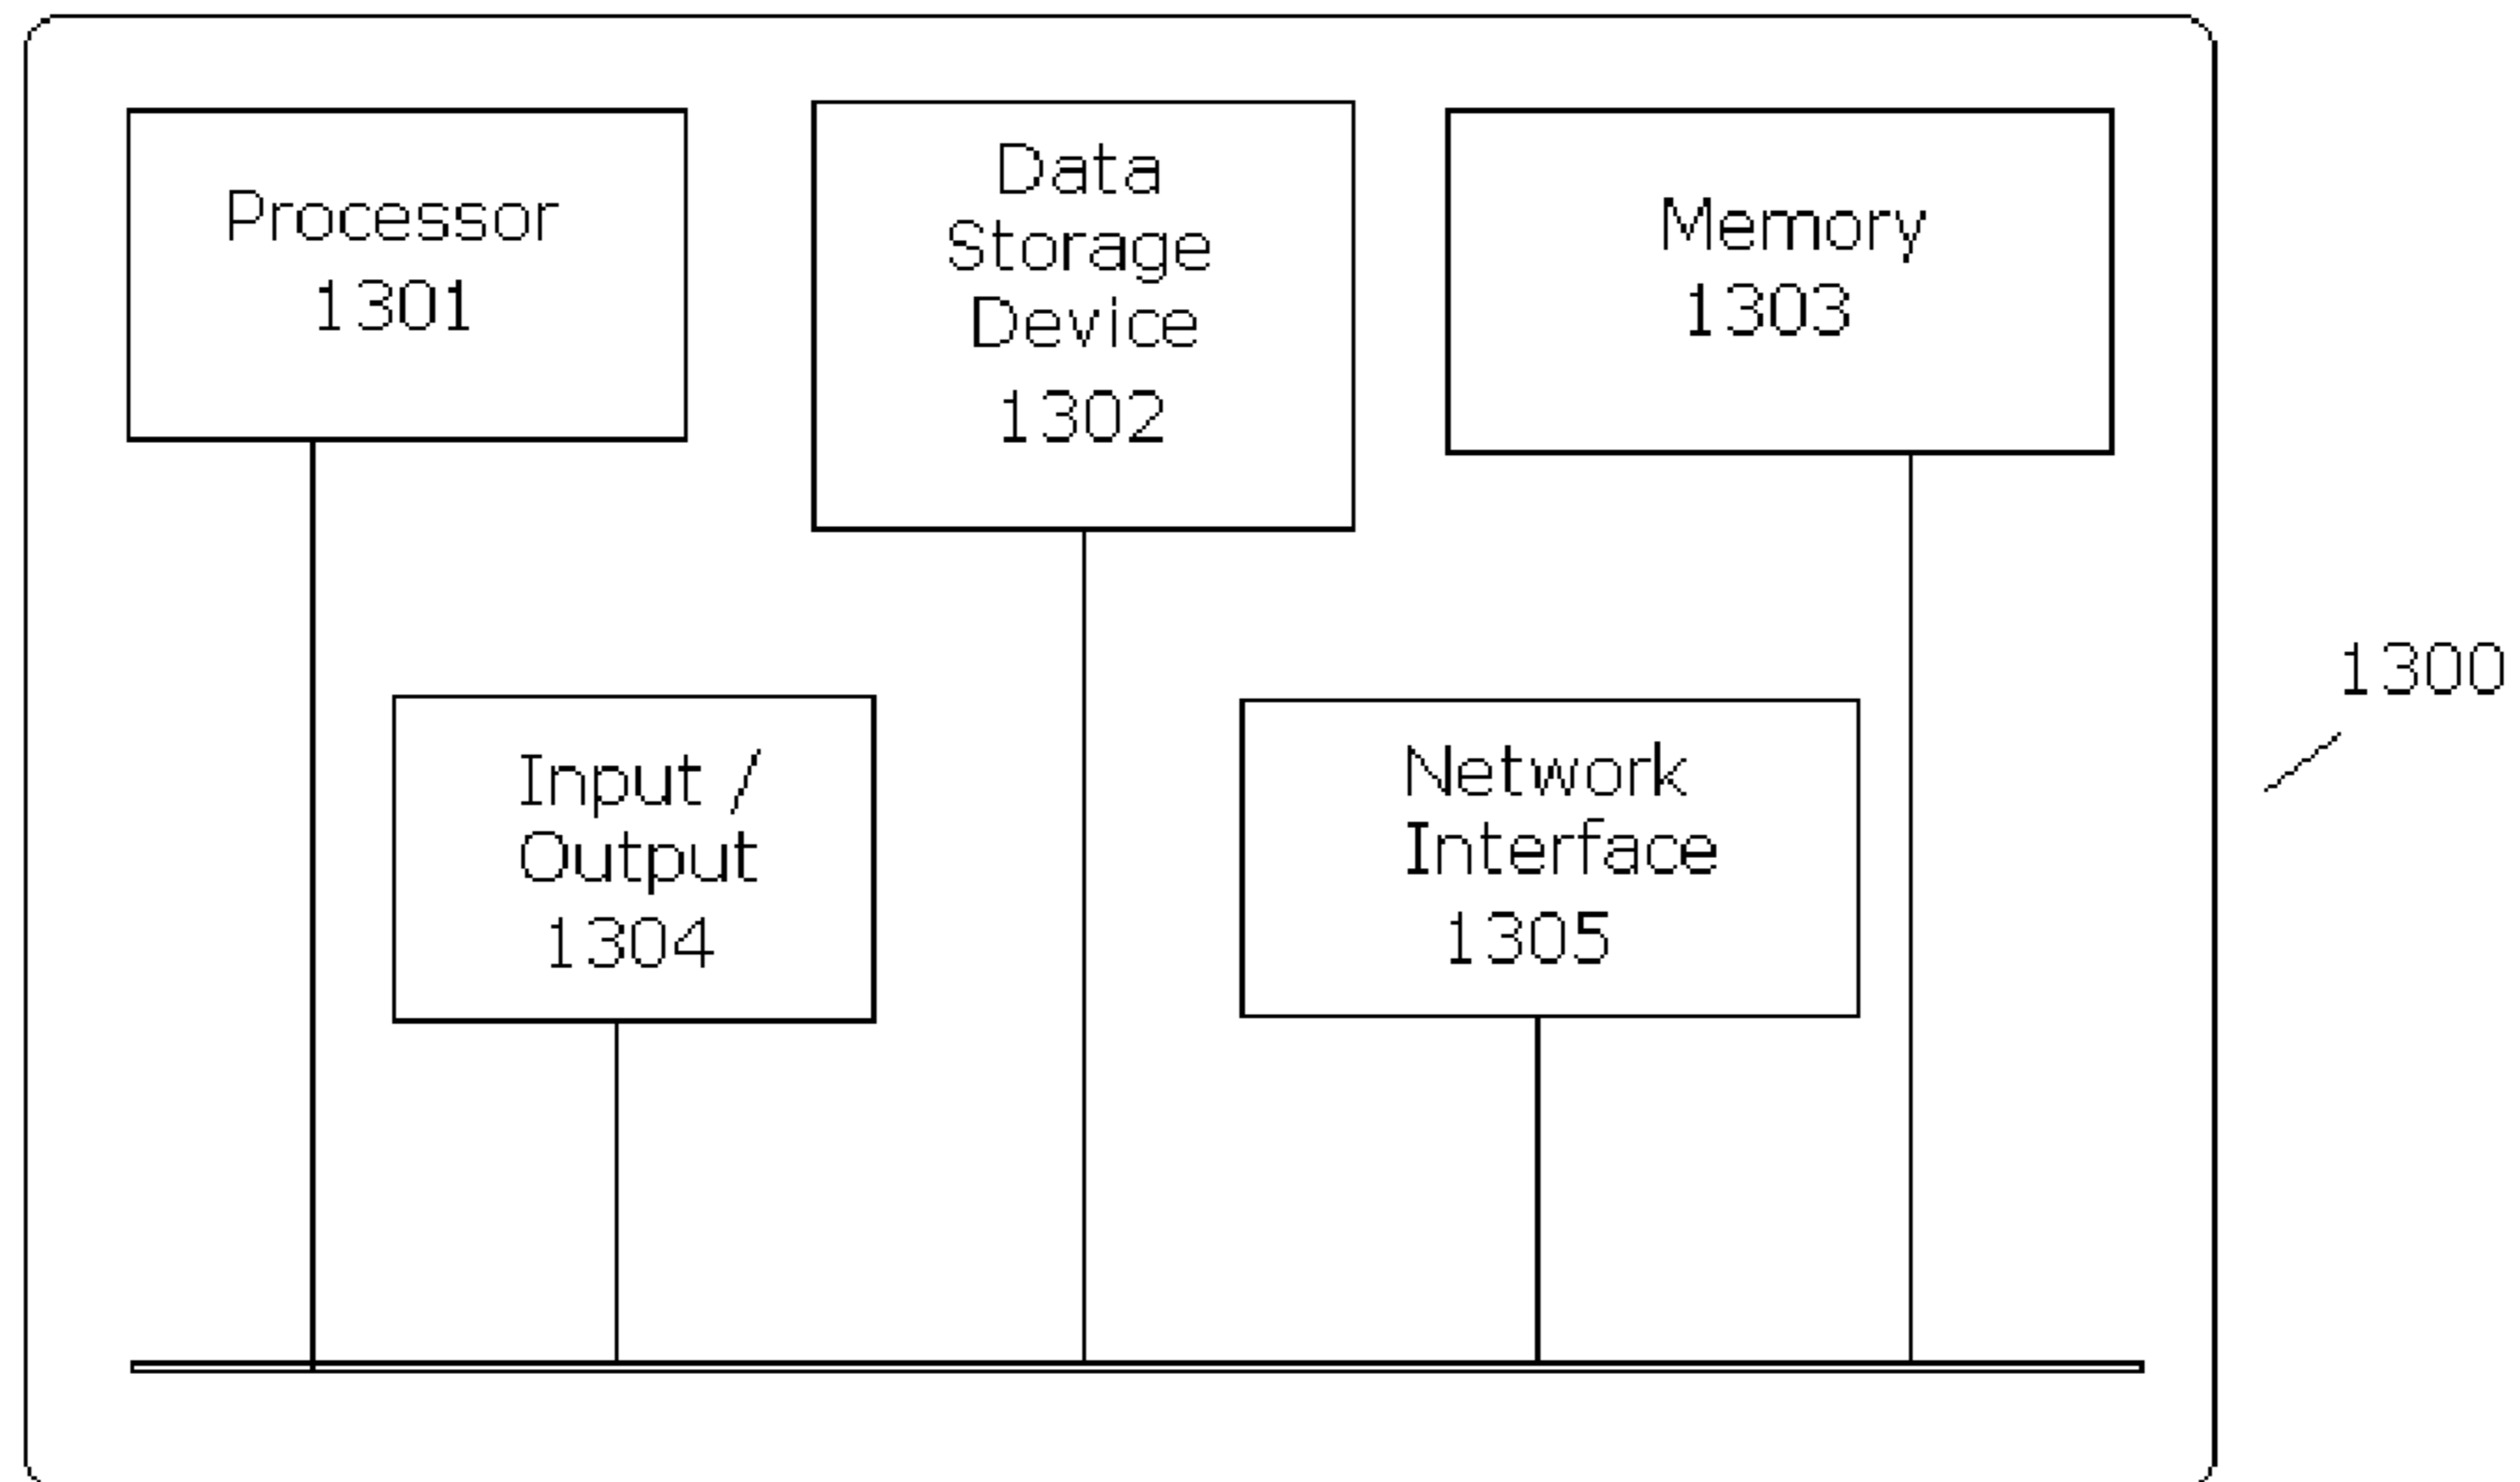 Processor
1301
Data
Storage
Device
1302
Memory
1303
1300
Input /
Output
1304
Network
Interface
1305